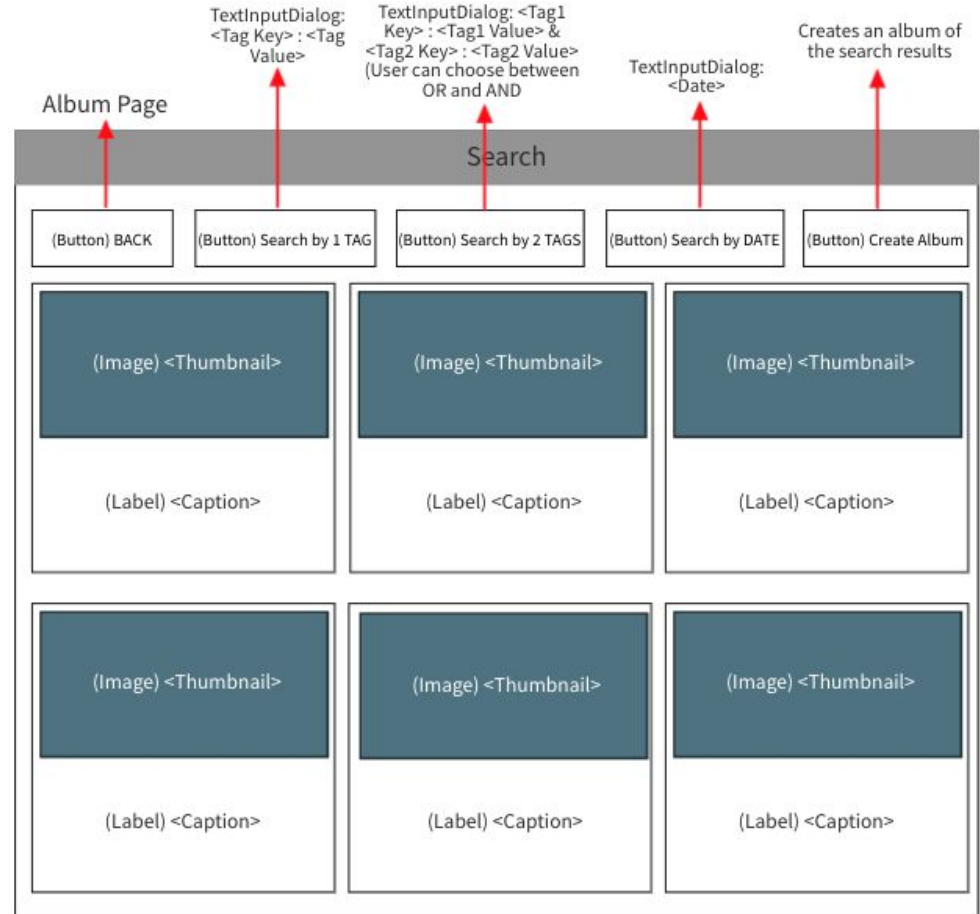 TextInputDialog:
<Tag Key> : <Tag
Value>
TextInputDialog: <Tag1
Key> : <Tag1 Value> &
<Tag2 Key> : <Tag2 Value>
(User can choose between
OR and AND
TextInputDialog:
<Date>
Creates an album of
the search results
Album Page
Search
(Button) BACK
(Button) Search by 1 TAG
(Button) Search by 2 TAGS
(Button) Search by DATE
(Button) Create Album
(Image) <Thumbnail>
(Image) <Thumbnail>
(Image) <Thumbnail>
(Label) <Caption>
(Label) <Caption>
(Label) <Caption>
(Image) <Thumbnail>
(Image) <Thumbnail>
(Image) <Thumbnail>
(Label) <Caption>
(Label) <Caption>
(Label) <Caption>